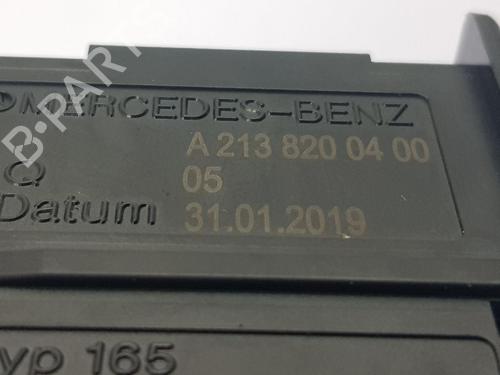 MERCEDES-BENZ
A 213 820 04 00
Q 05
Datum 31.01.2019
yp 165
B-PARTS